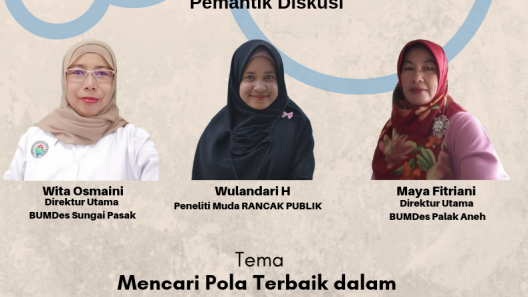 Pemantik Diskusi
Wita Osmaini
Direktur Utama
BUMDes Sungai Pasak
Wulandari H
Peneliti Muda RANCAK PUBLIK
Maya Fitriani
Direktur Utama
BUMDes Palak Aneh
Tema
Mencari Pola Terbaik dalam